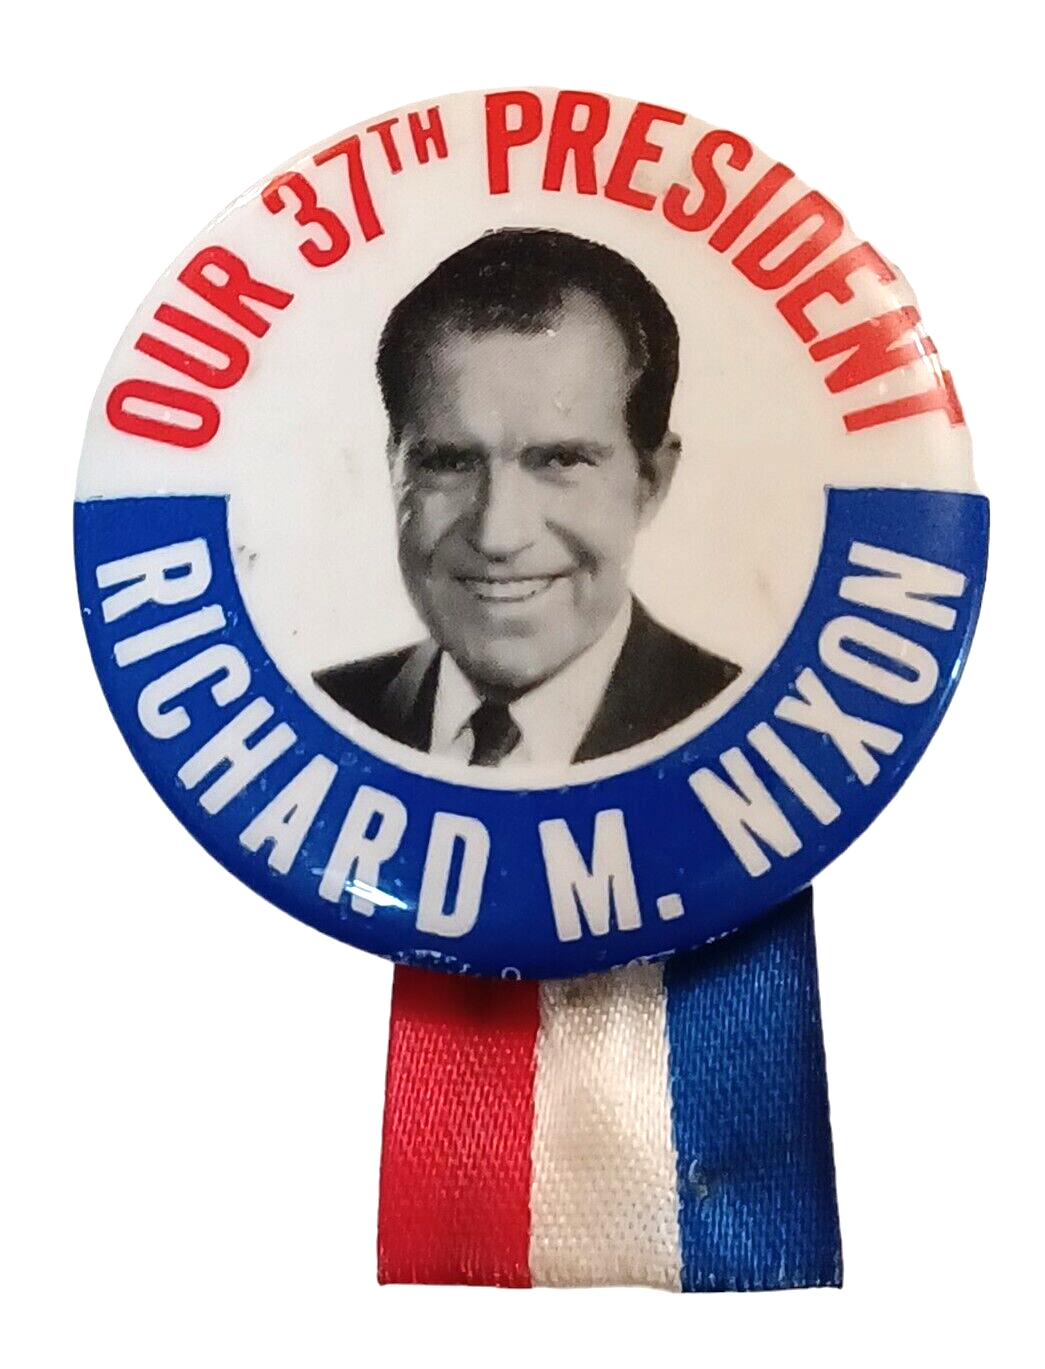 OUR 37TH PRESIDENT
RICHARD M. NIXON